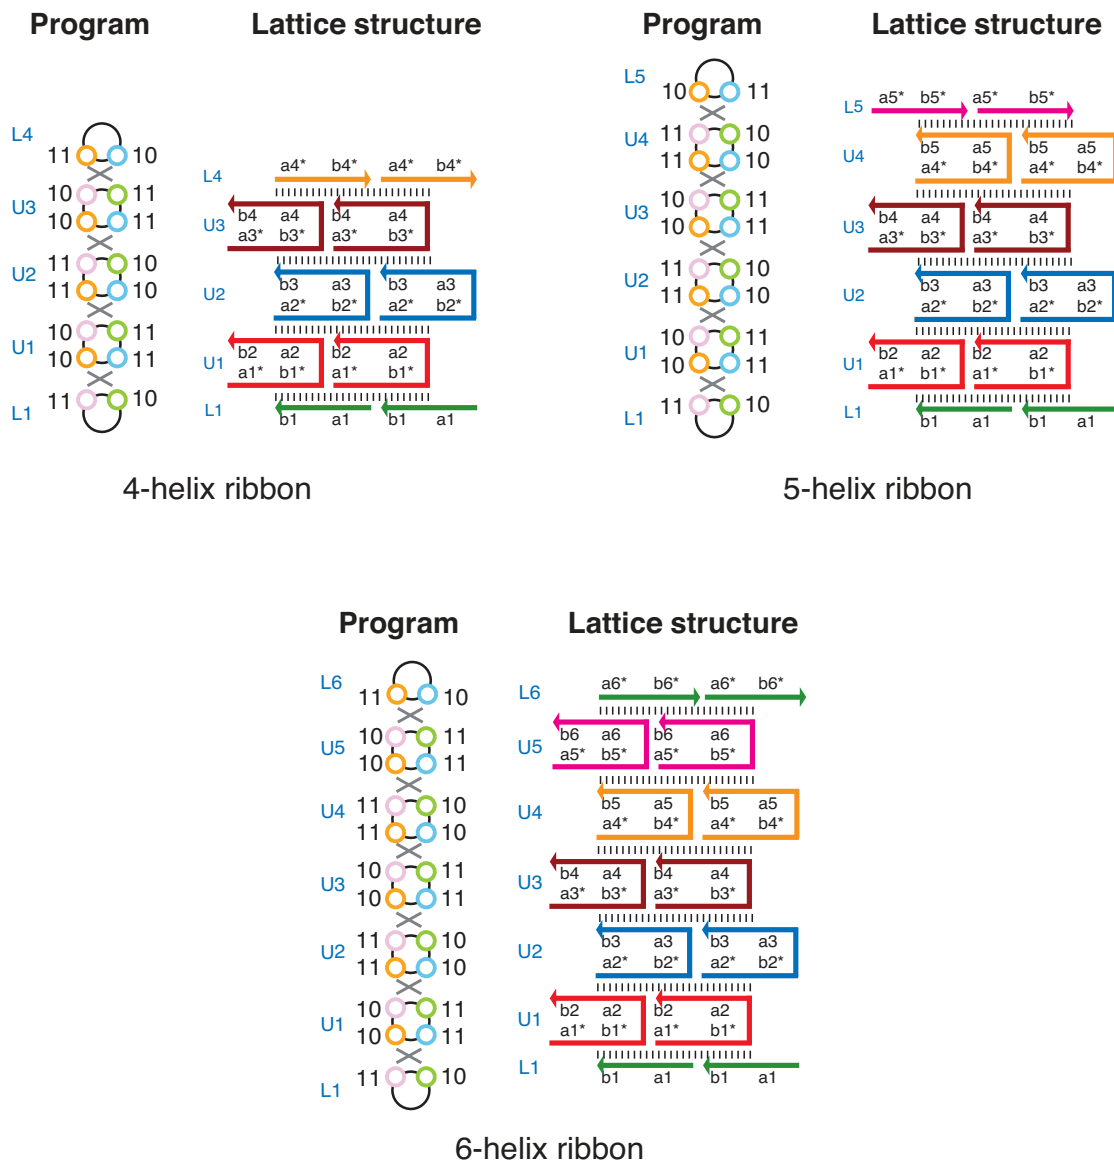 Program
L4
11 10
10 11
U3
10 11
11 10
U2
11 10
10 11
U1
10 11
11 10
L1
Lattice structure
a4* b4* a4* b4*
L4
b4 a4 b4 a4
U3
a3* b3* a3* b3*
b3 a3 b3 a3
U2
a2* b2* a2* b2*
b2 a2 b2 a2
U1
a1* b1* a1* b1*
L1
b1 a1 b1 a1
4-helix ribbon
Program
L5
10 11
11 10
U4
11 10
10 11
U3
10 11
11 10
U2
11 10
10 11
U1
10 11
11 10
L1
Lattice structure
a5* b5* a5* b5*
L5
b5 a5 b5 a5
U4
a4* b4* a4* b4*
b4 a4 b4 a4
U3
a3* b3* a3* b3*
b3 a3 b3 a3
U2
a2* b2* a2* b2*
b2 a2 b2 a2
U1
a1* b1* a1* b1*
L1
b1 a1 b1 a1
5-helix ribbon
Program
L6
11 10
10 11
U5
10 11
11 10
U4
11 10
10 11
U3
10 11
11 10
U2
11 10
10 11
U1
10 11
11 10
L1
Lattice structure
a6* b6* a6* b6*
L6
b6 a6 b6 a6
U5
a5* b5* a5* b5*
b5 a5 b5 a5
U4
a4* b4* a4* b4*
b4 a4 b4 a4
U3
a3* b3* a3* b3*
b3 a3 b3 a3
U2
a2* b2* a2* b2*
b2 a2 b2 a2
U1
a1* b1* a1* b1*
L1
b1 a1 b1 a1
6-helix ribbon